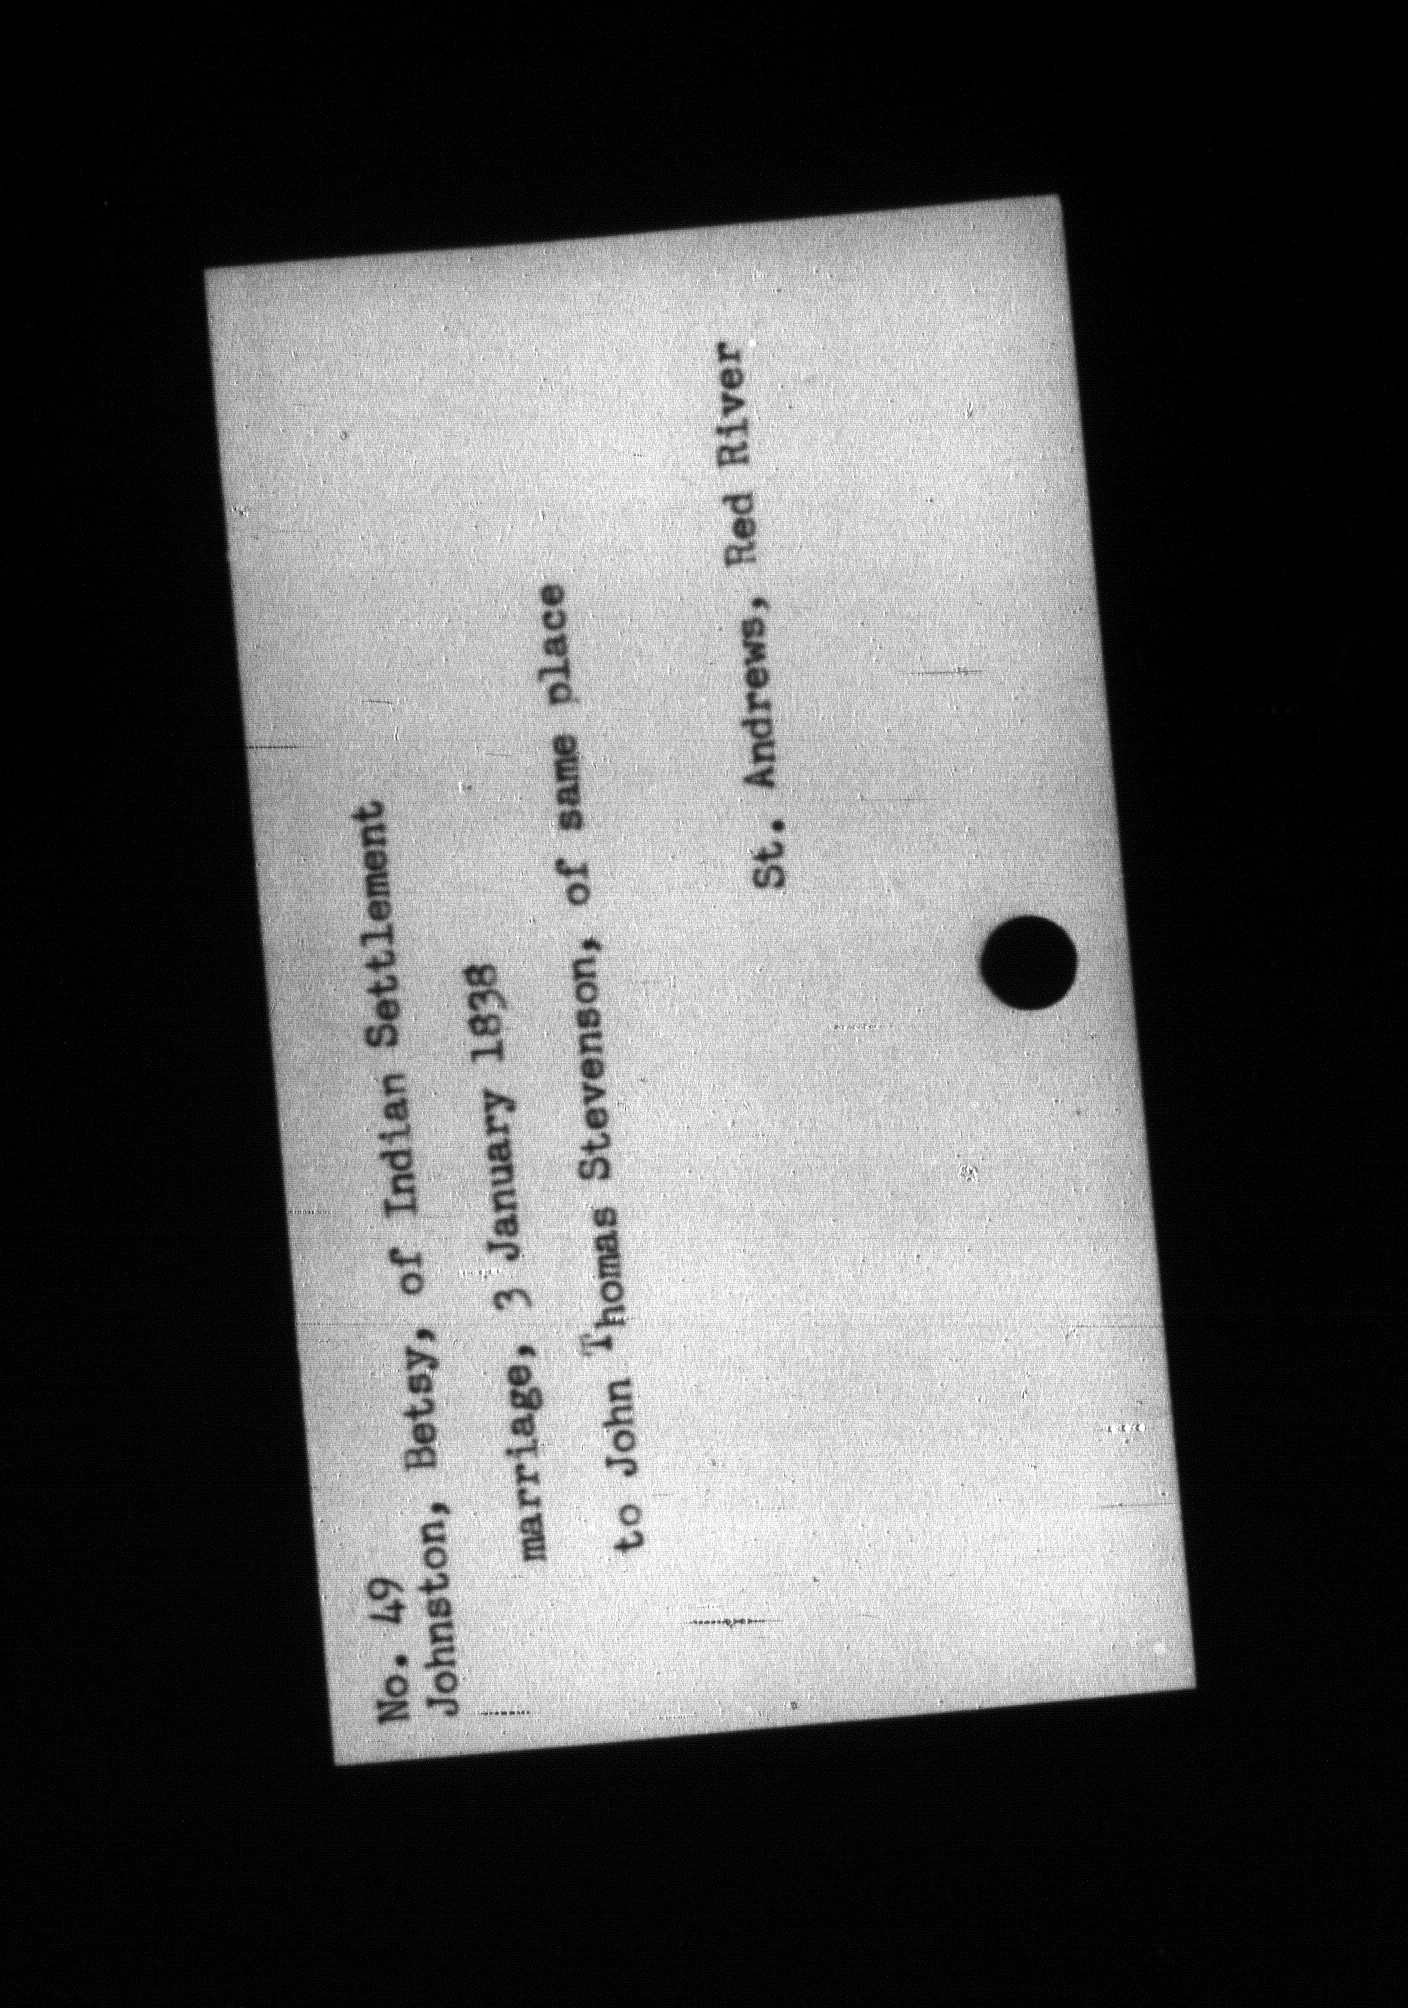 No. 49
Johnston, Betsy, of Indian Settlement
marriage, 3 January 1838
to John Thomas Stevenson, of same place
St. Andrews, Red River